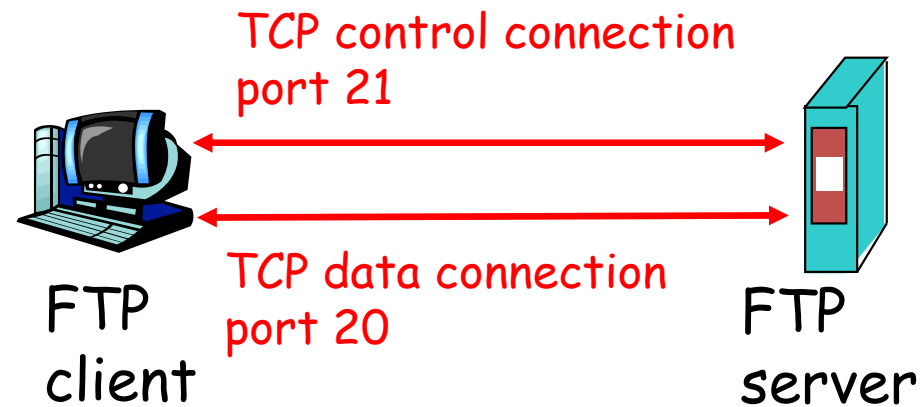 TCP control connection
port 21
TCP data connection
port 20
FTP
client
FTP
server